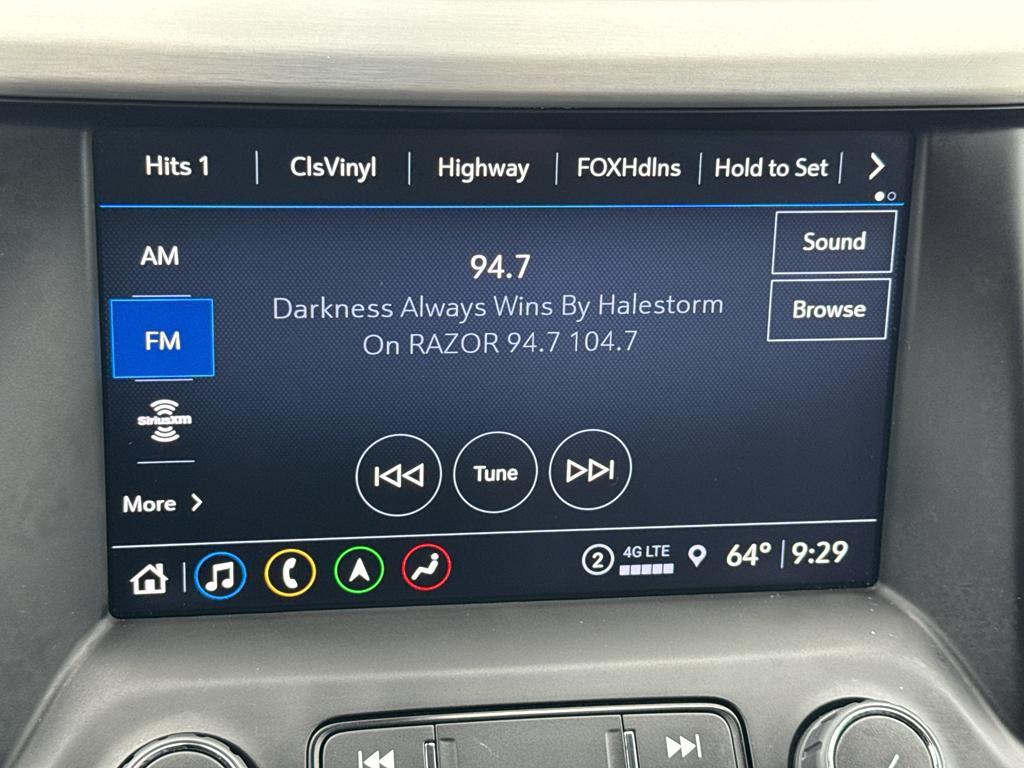 Hits 1 ClsVinyl Highway FOXHdlns Hold to Set
AM
94.7
Sound
Darkness Always Wins By Halestorm
Browse
FM
On RAZOR 94.7 104.7
SiriusXM
Tune
More
2 4G LTE 64° 9:29